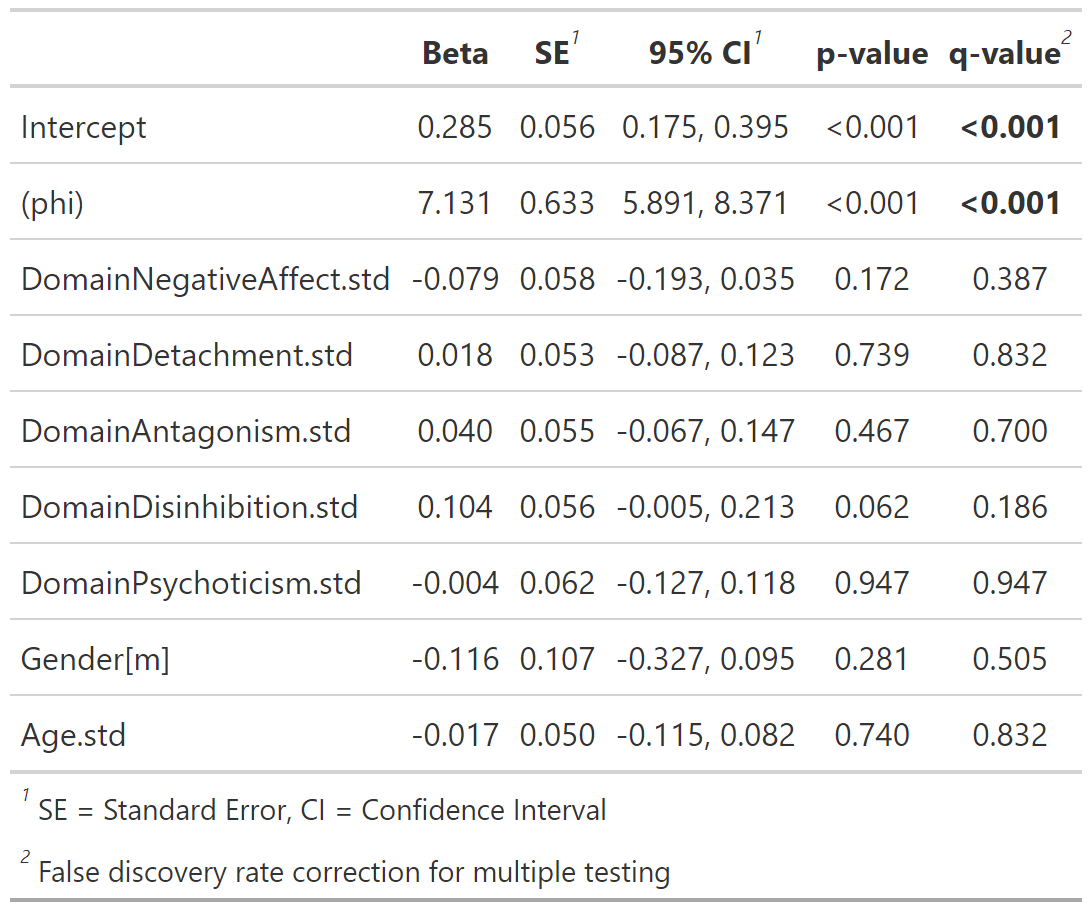 Beta SE1 95% CI1 p-value q-value2
Intercept 0.285 0.056 0.175, 0.395 <0.001 <0.001
(phi) 7.131 0.633 5.891, 8.371 <0.001 <0.001
DomainNegativeAffect.std -0.079 0.058 -0.193, 0.035 0.172 0.387
DomainDetachment.std 0.018 0.053 -0.087, 0.123 0.739 0.832
DomainAntagonism.std 0.040 0.055 -0.067, 0.147 0.467 0.700
DomainDisinhibition.std 0.104 0.056 -0.005, 0.213 0.062 0.186
DomainPsychoticism.std -0.004 0.062 -0.127, 0.118 0.947 0.947
Gender[m] -0.116 0.107 -0.327, 0.095 0.281 0.505
Age.std -0.017 0.050 -0.115, 0.082 0.740 0.832
1 SE = Standard Error, CI = Confidence Interval
2 False discovery rate correction for multiple testing